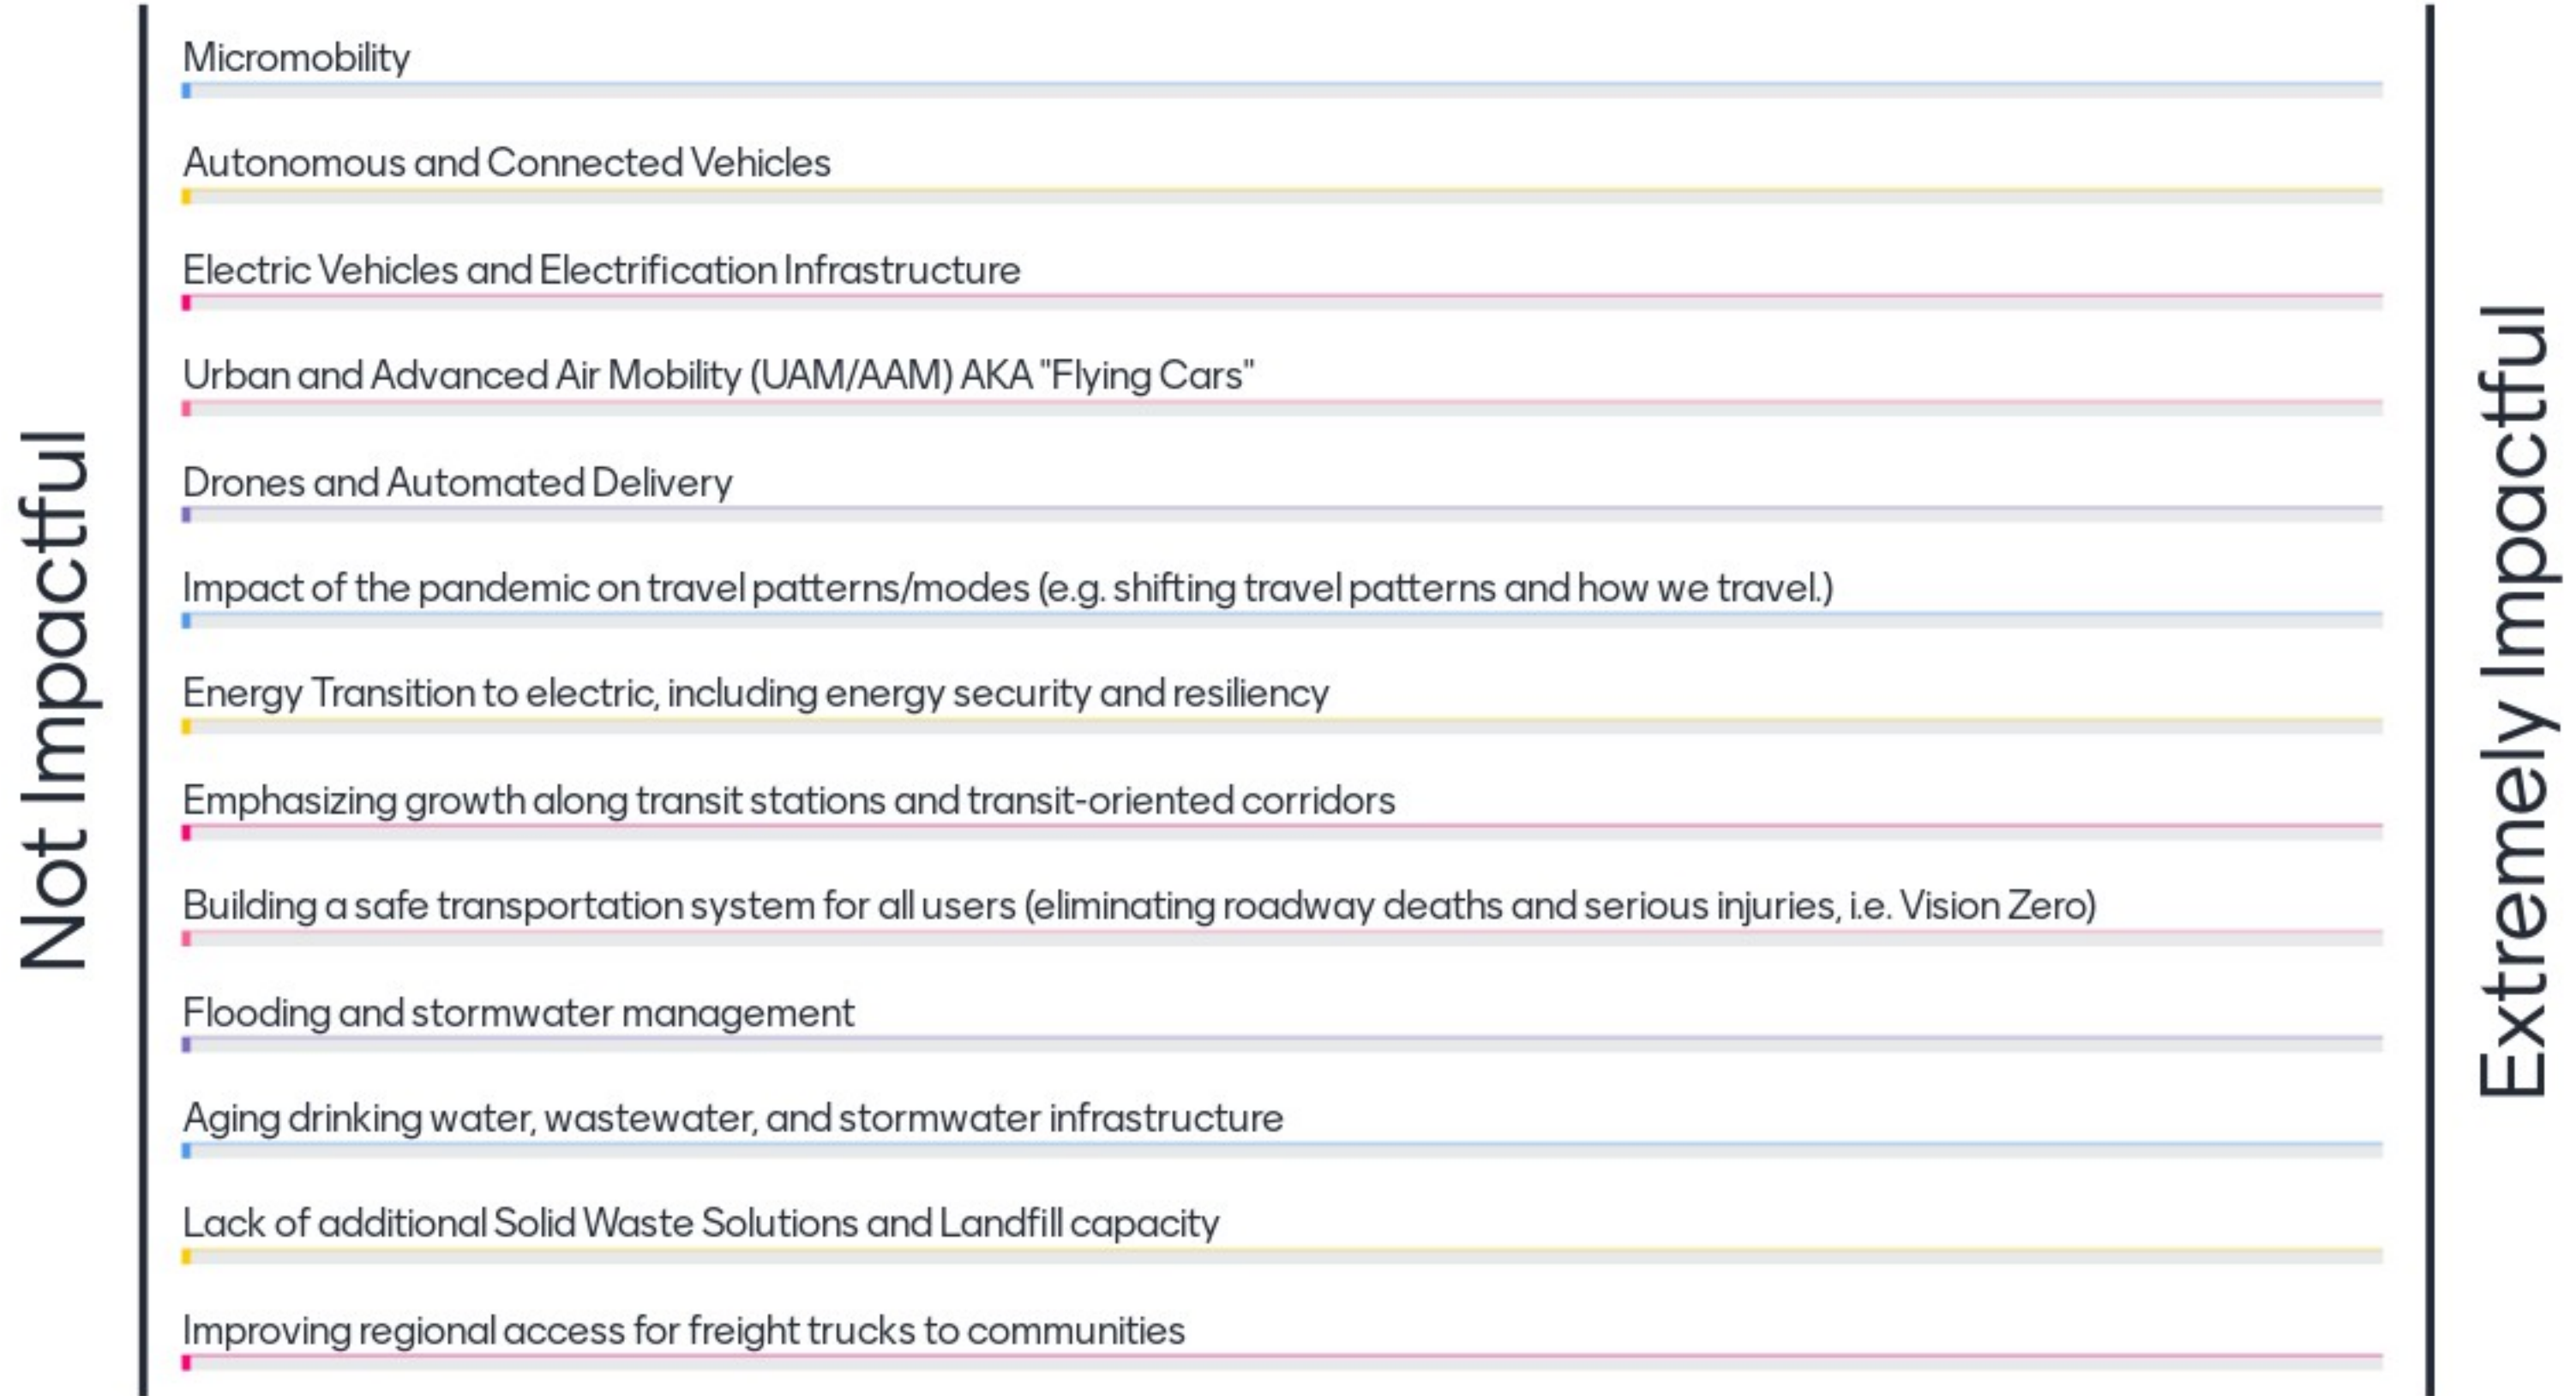 Not Impactful
Micromobility
Autonomous and Connected Vehicles
Electric Vehicles and Electrification Infrastructure
Urban and Advanced Air Mobility (UAM/AAM) AKA "Flying Cars"
Drones and Automated Delivery
Impact of the pandemic on travel patterns/modes (e.g. shifting travel patterns and how we travel.)
Energy Transition to electric, including energy security and resiliency
Emphasizing growth along transit stations and transit-oriented corridors
Building a safe transportation system for all users (eliminating roadway deaths and serious injuries, i.e. Vision Zero)
Flooding and stormwater management
Aging drinking water, wastewater, and stormwater infrastructure
Lack of additional Solid Waste Solutions and Landfill capacity
Improving regional access for freight trucks to communities
Extremely Impactful